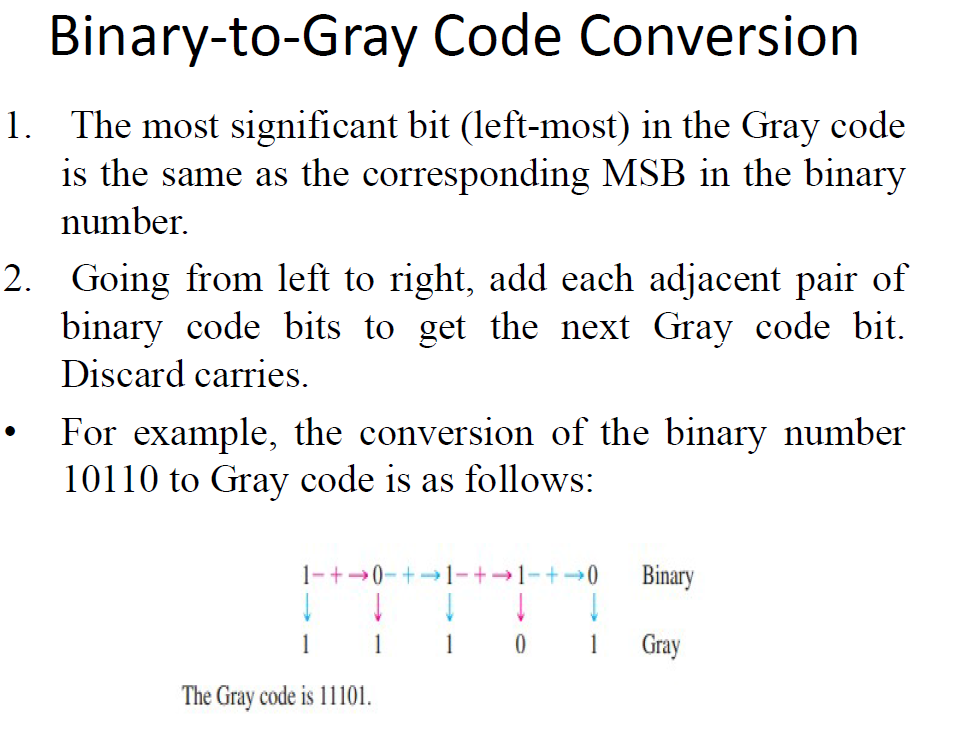 Binary-to-Gray Code Conversion
1. The most significant bit (left-most) in the Gray code
is the same as the corresponding MSB in the binary
number.
2. Going from left to right, add each adjacent pair of
binary code bits to get the next Gray code bit.
Discard carries.
• For example, the conversion of the binary number
10110 to Gray code is as follows:
1-+→0-+→1-+→1-+→0 Binary
↓ ↓ ↓ ↓ ↓
1 1 1 0 1 Gray
The Gray code is 11101.